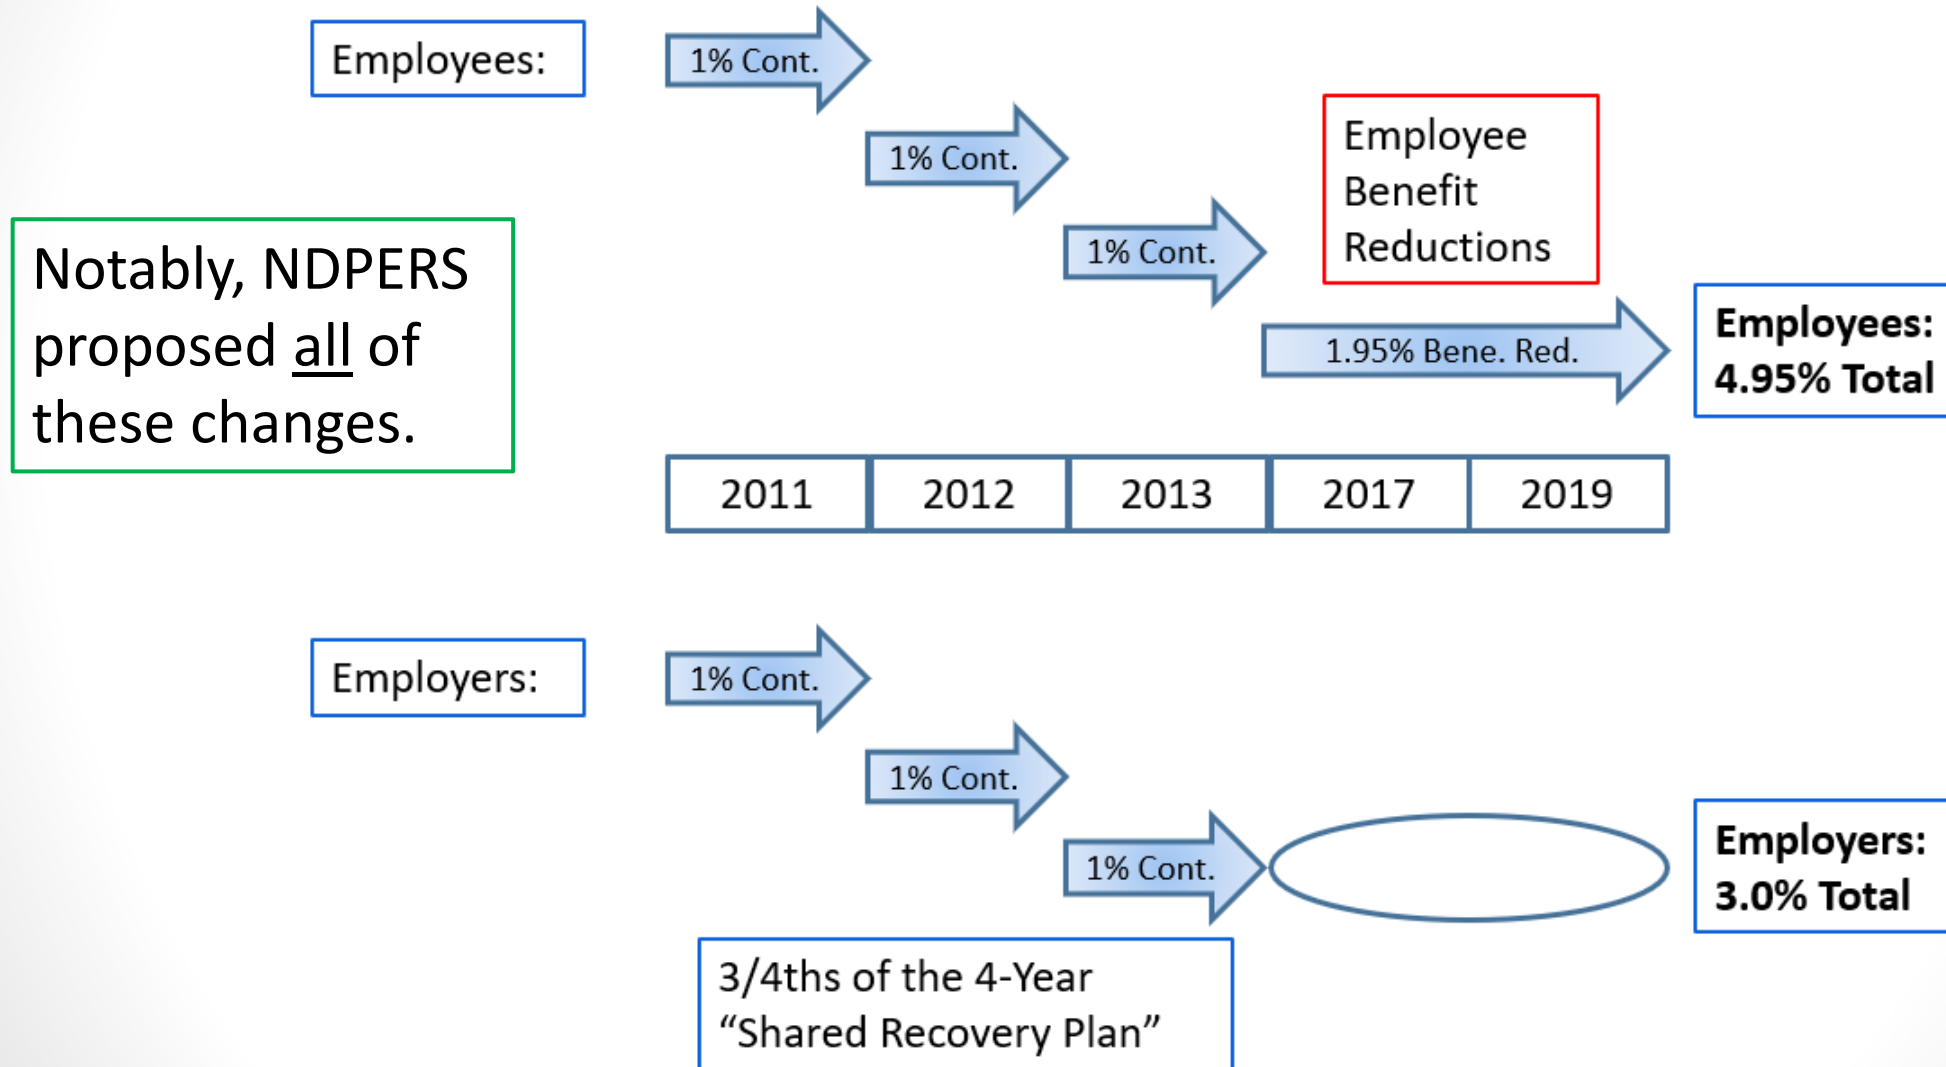 Employees:
1% Cont.
1% Cont.
1% Cont.
Employee
Benefit
Reductions
1.95% Bene. Red.
Employees:
4.95% Total
Notably, NDPERS
proposed all of
these changes.
2011 2012 2013 2017 2019
Employers:
1% Cont.
1% Cont.
1% Cont.
Employers:
3.0% Total
3/4ths of the 4-Year
“Shared Recovery Plan”